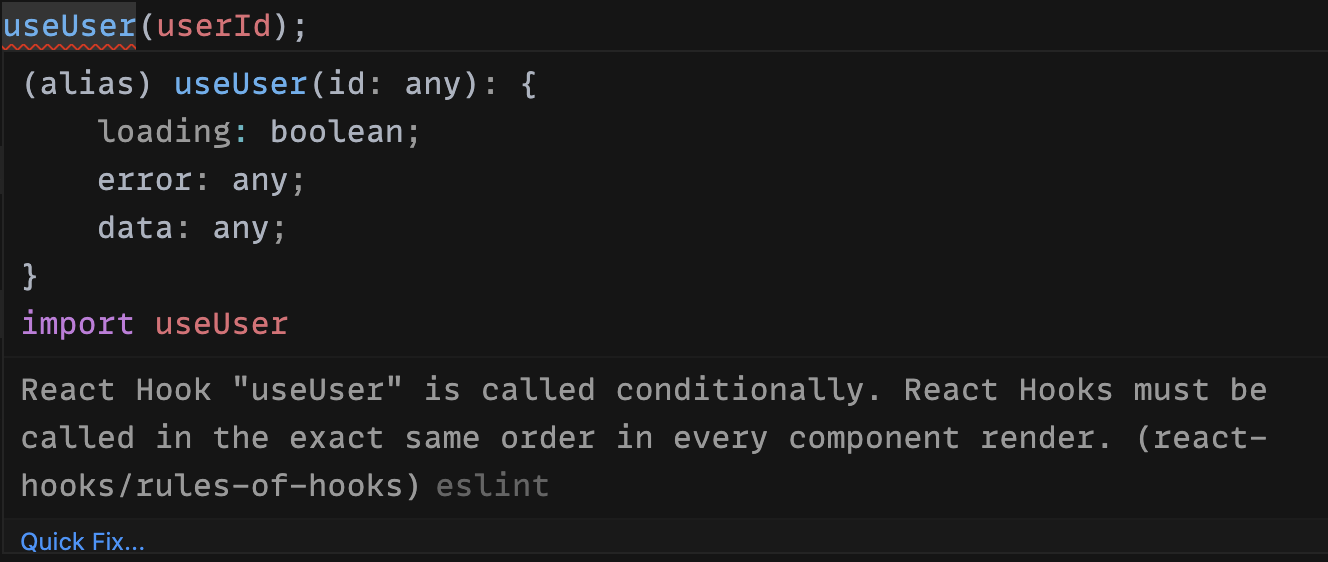 useUser(userId);
(alias) useUser(id: any): {
    loading: boolean;
    error: any;
    data: any;
}
import useUser
React Hook "useUser" is called conditionally. React Hooks must be
called in the exact same order in every component render. (react-
hooks/rules-of-hooks) eslint
Quick Fix...